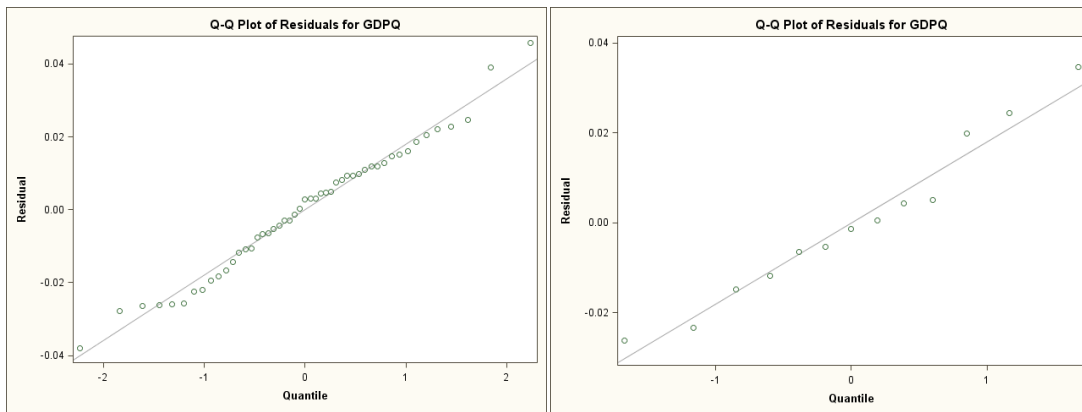 Q-Q Plot of Residuals for GDPQ
0.04
0.02
0.00
-0.02
-0.04
Residual
-2
-1
0
1
2
Quantile
Q-Q Plot of Residuals for GDPQ
0.04
0.02
0.00
-0.02
Residual
-1
0
1
Quantile